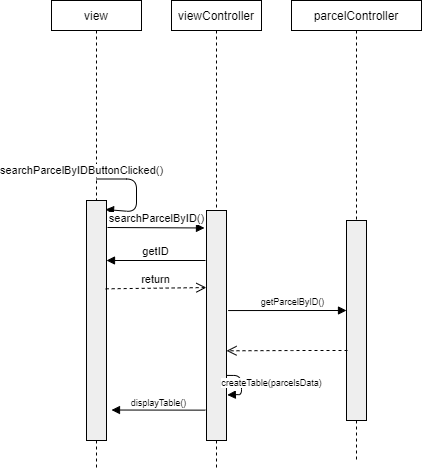 view
viewController
parcelController
searchParcelByIDButtonClicked()
searchParcelByID()
getID
return
getParcelByID()
createTable(parcelsData)
displayTable()